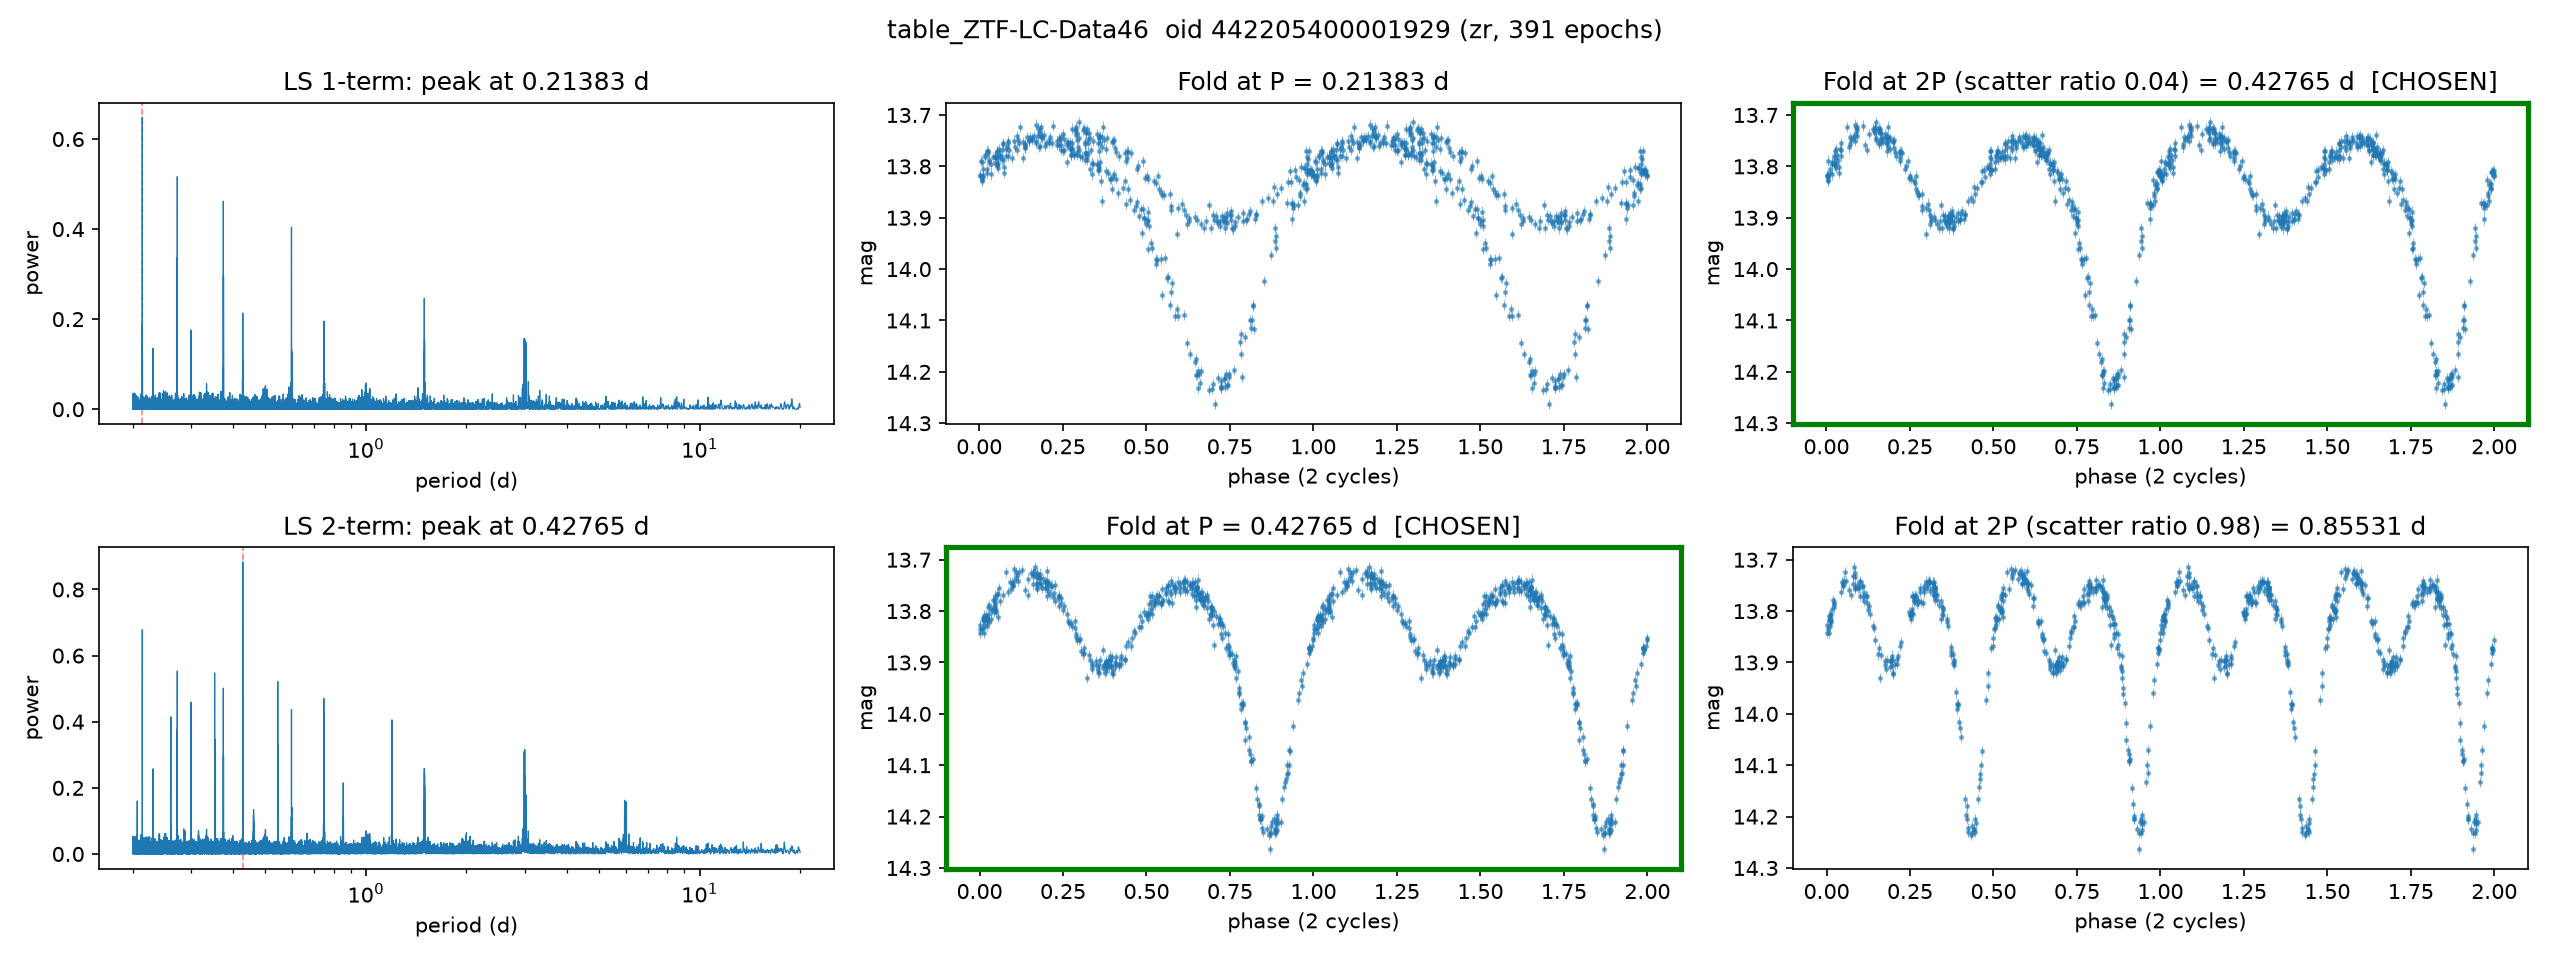 table_ZTF-LC-Data46  oid 442205400001929 (zr, 391 epochs)
LS 1-term: peak at 0.21383 d
power
0.6
0.4
0.2
0.0
10⁰
10¹
period (d)
Fold at P = 0.21383 d
mag
13.7
13.8
13.9
14.0
14.1
14.2
14.3
0.00 0.25 0.50 0.75 1.00 1.25 1.50 1.75 2.00
phase (2 cycles)
Fold at 2P (scatter ratio 0.04) = 0.42765 d  [CHOSEN]
mag
13.7
13.8
13.9
14.0
14.1
14.2
14.3
0.00 0.25 0.50 0.75 1.00 1.25 1.50 1.75 2.00
phase (2 cycles)
LS 2-term: peak at 0.42765 d
power
0.8
0.6
0.4
0.2
0.0
10⁰
10¹
period (d)
Fold at P = 0.42765 d  [CHOSEN]
mag
13.7
13.8
13.9
14.0
14.1
14.2
14.3
0.00 0.25 0.50 0.75 1.00 1.25 1.50 1.75 2.00
phase (2 cycles)
Fold at 2P (scatter ratio 0.98) = 0.85531 d
mag
13.7
13.8
13.9
14.0
14.1
14.2
14.3
0.00 0.25 0.50 0.75 1.00 1.25 1.50 1.75 2.00
phase (2 cycles)